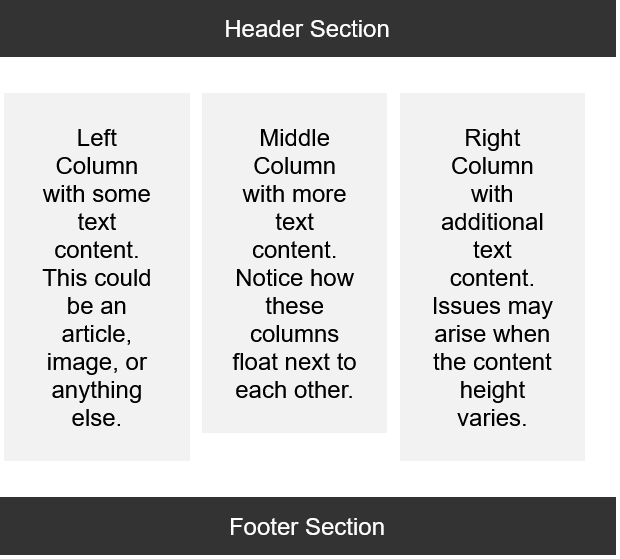 Header Section
Left
Column
with some
text
content.
This could
be an
article,
image, or
anything
else.
Middle
Column
with more
text
content.
Notice how
these
columns
float next to
each other.
Right
Column
with
additional
text
content.
Issues may
arise when
the content
height
varies.
Footer Section